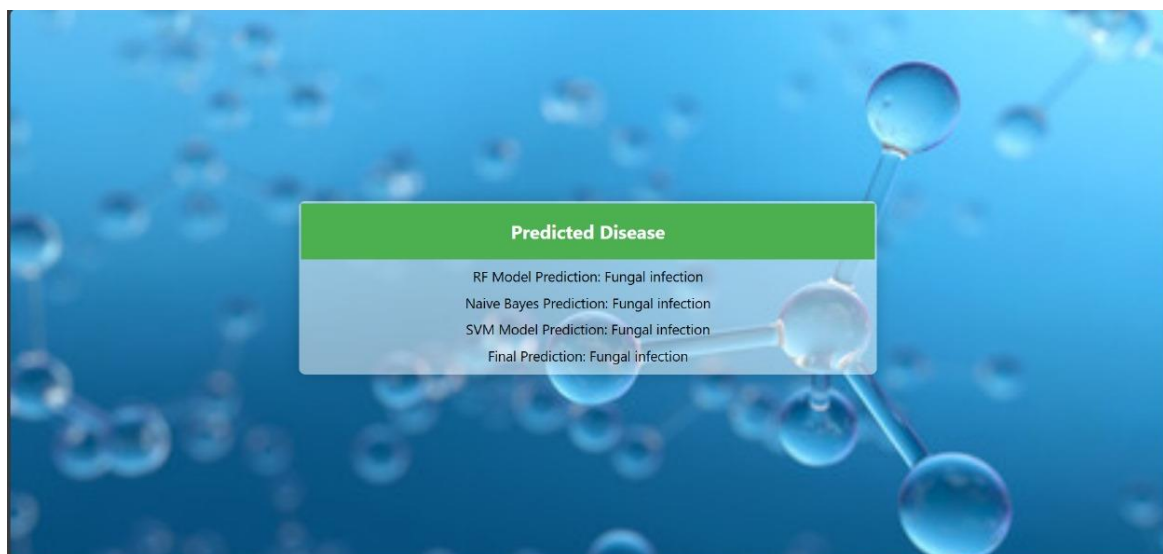 Predicted Disease
RF Model Prediction: Fungal infection
Naive Bayes Prediction: Fungal infection
SVM Model Prediction: Fungal infection
Final Prediction: Fungal infection